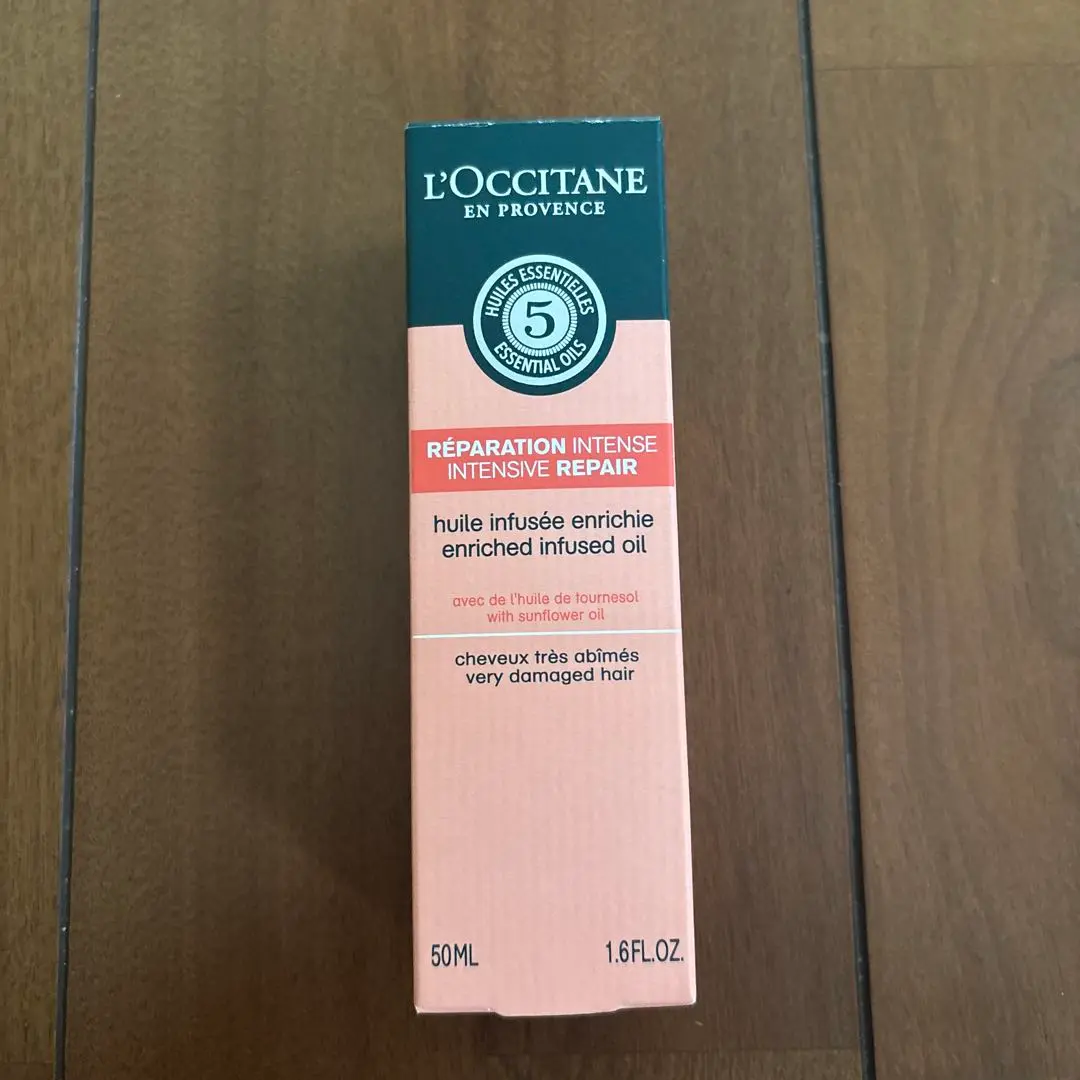 L'OCCITANE
EN PROVENCE
HUILES ESSENTIELLES
5
ESSENTIAL OILS
RÉPARATION INTENSE
INTENSIVE REPAIR
huile infusée enrichie
enriched infused oil
avec de l'huile de tournesol
with sunflower oil
cheveux très abîmés
very damaged hair
50ML 1.6FL.OZ.